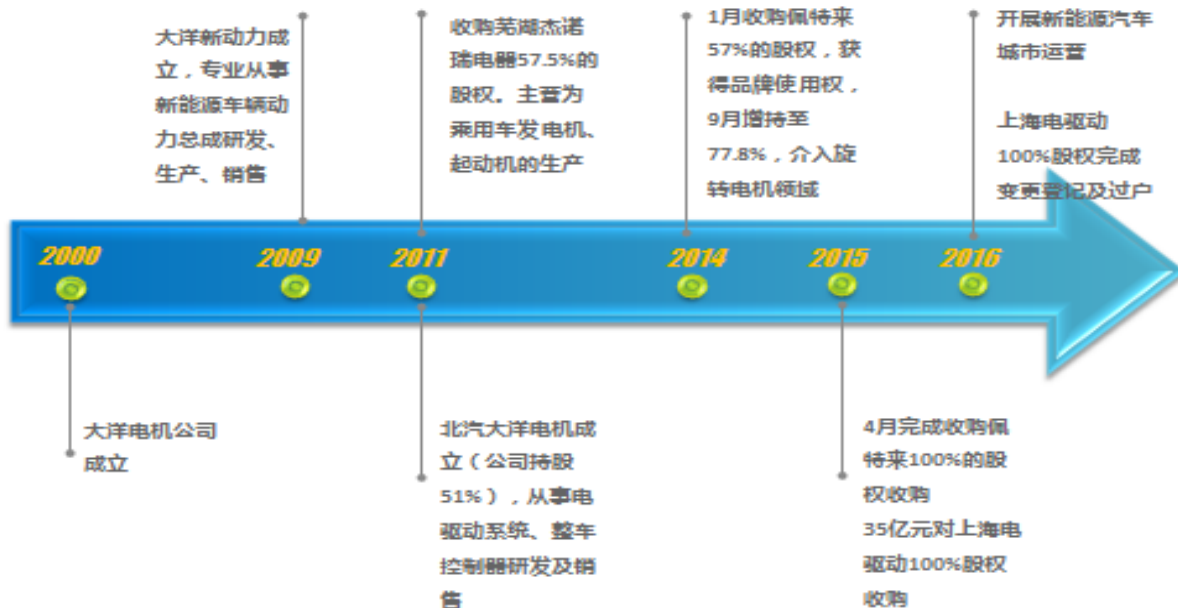 大洋新动力成
立，专业从事
新能源车辆动
力总成研发、
生产、销售
收购芜湖杰诺
瑞电器57.5%的
股权。主营为
乘用车发电机、
起动机的生产
1月收购佩特来
57%的股权，获
得品牌使用权，
9月增持至
77.8%，介入旋
转电机领域
开展新能源汽车
城市运营
上海电驱动
100%股权完成
变更登记及过户
2000
2009
2011
2014
2015
2016
大洋电机公司
成立
北汽大洋电机成
立（公司持股
51%），从事电
驱动系统、整车
控制器研发及销
售
4月完成收购佩
特来100%的股
权收购
35亿元对上海电
驱动100%股权
收购